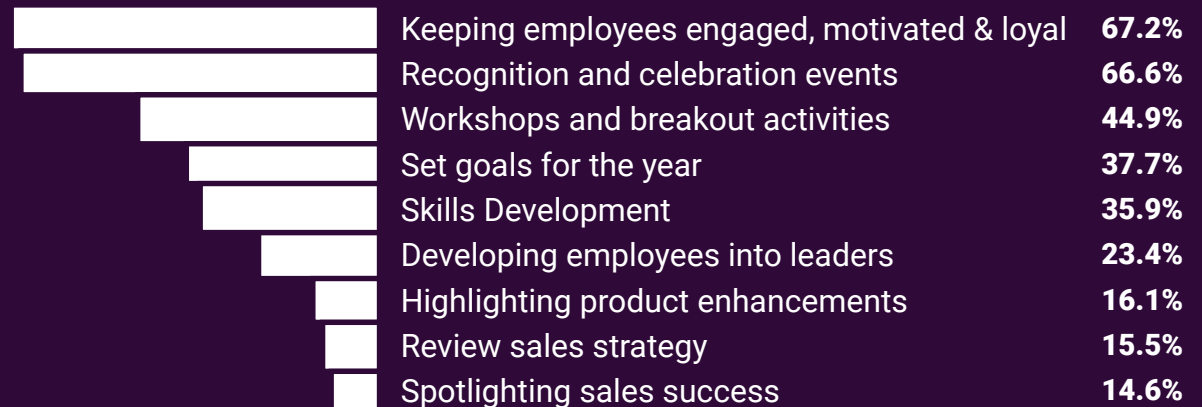 Keeping employees engaged, motivated & loyal 67.2%
Recognition and celebration events 66.6%
Workshops and breakout activities 44.9%
Set goals for the year 37.7%
Skills Development 35.9%
Developing employees into leaders 23.4%
Highlighting product enhancements 16.1%
Review sales strategy 15.5%
Spotlighting sales success 14.6%